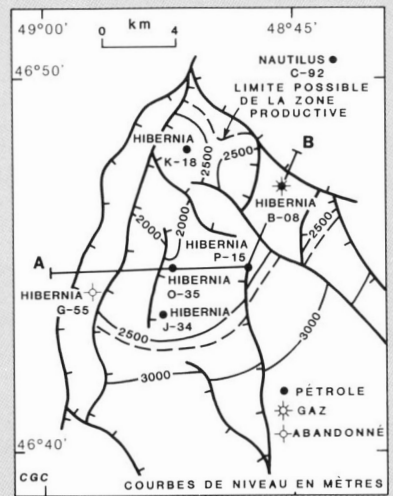 49°00'
48°45'
km
0 4
46°50'
NAUTILUS
C-92
LIMITE POSSIBLE
DE LA ZONE
PRODUCTIVE
B
HIBERNIA
K-18
2500
2500
HIBERNIA
B-08
2000
2000
2500
HIBERNIA
P-15
A
HIBERNIA
O-35
HIBERNIA
G-55
HIBERNIA
J-34
2500
3000
3000
PÉTROLE
GAZ
ABANDONNÉ
46°40'
CGC
COURBES DE NIVEAU EN MÈTRES